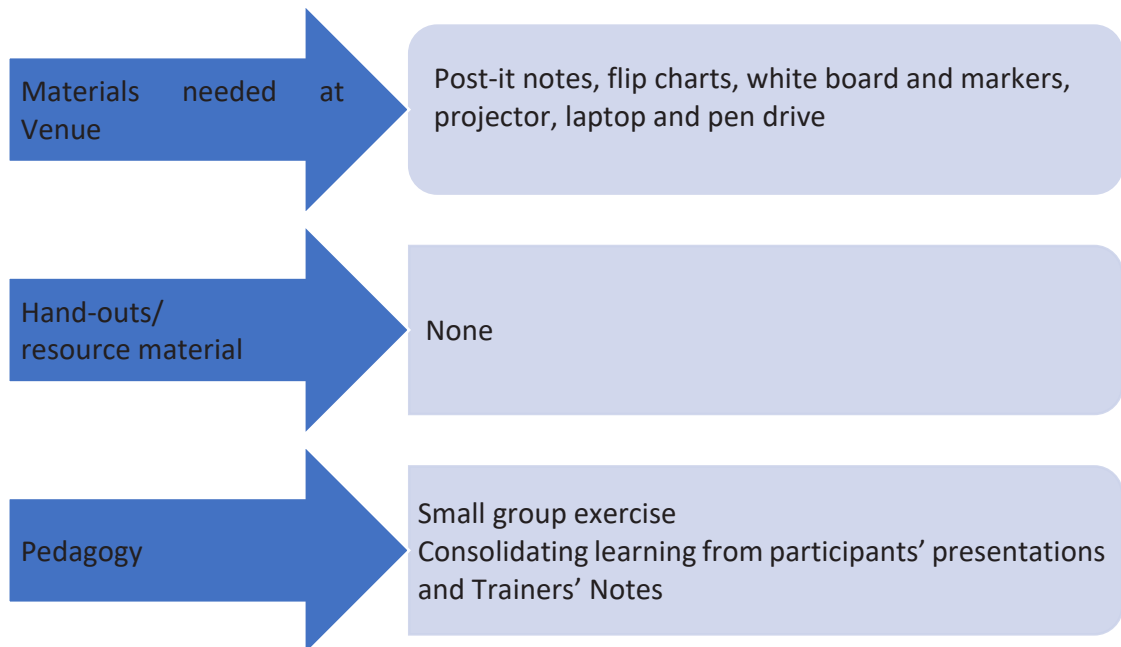 Materials needed at
Venue
Post-it notes, flip charts, white board and markers,
projector, laptop and pen drive
Hand-outs/
resource material
None
Pedagogy
Small group exercise
Consolidating learning from participants’ presentations
and Trainers’ Notes